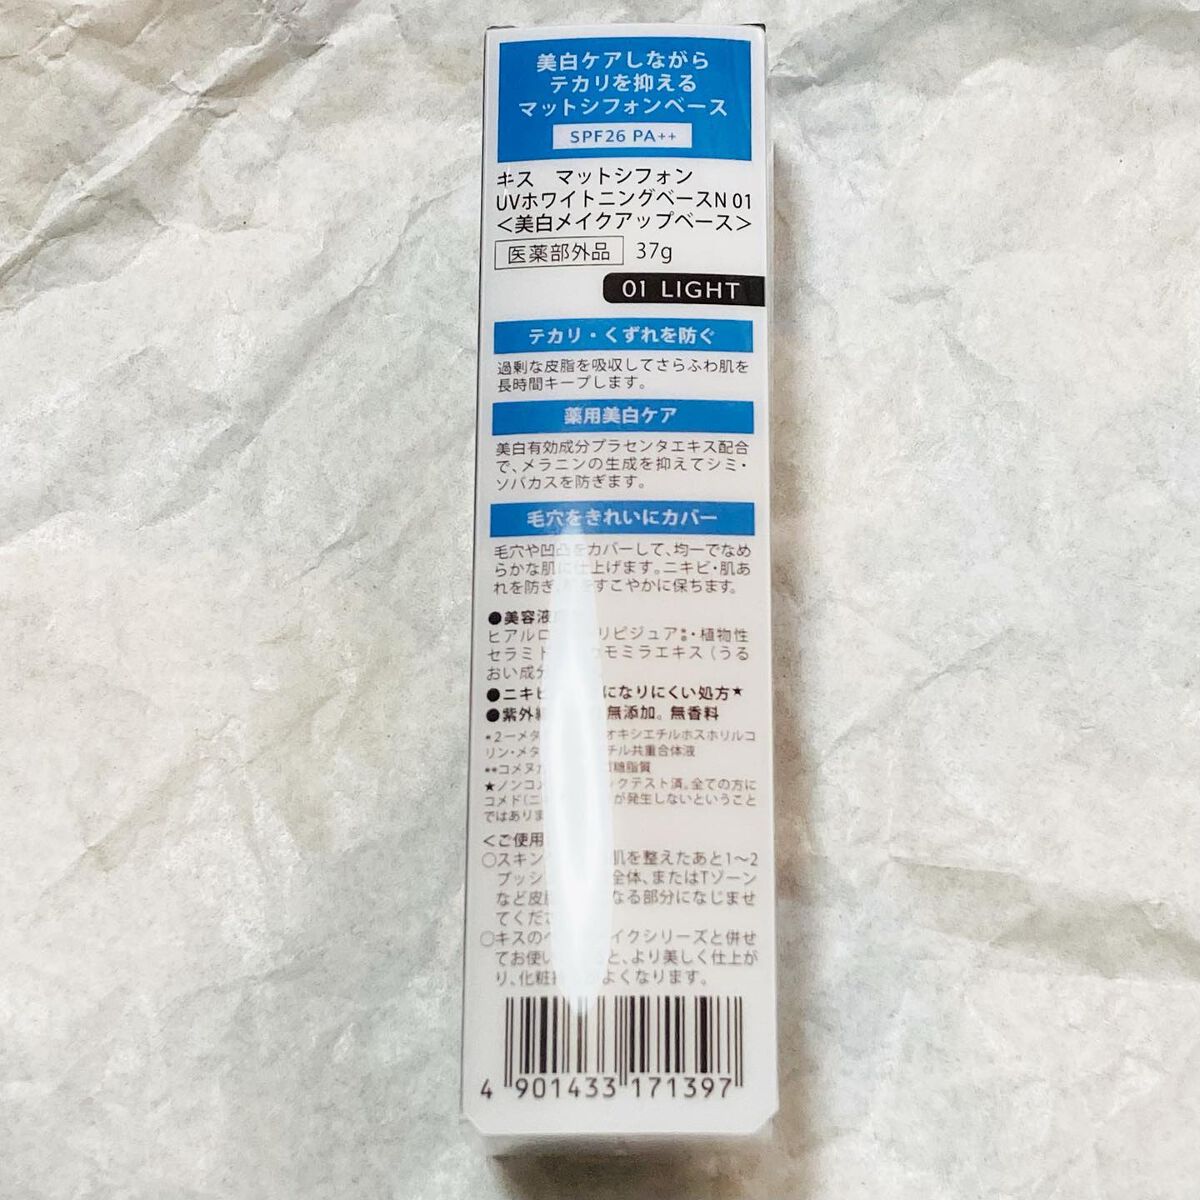 美白ケアしながら
テカリを抑える
マットシフォンベース
SPF26 PA++
キス マットシフォン
UVホワイトニングベースN 01
<美白メイクアップベース>
医薬部外品 37g
01 LIGHT
テカリ・くずれを防ぐ
過剰な皮脂を吸収してさらふわ肌を
長時間キープします。
薬用美白ケア
美白有効成分プラセンタエキス配合
で、メラニンの生成を抑えてシミ・
ソバカスを防ぎます。
毛穴をきれいにカバー
毛穴や凹凸をカバーして、均一でなめ
らかな肌に仕上げます。ニキビ・肌あ
れを防ぎ、をすこやかに保ちます。
●美容液
ヒアルロ リピジュア*・植物性
セラミド カモミラエキス(うる
おい成分
●ニキビ になりにくい処方★
●紫外線 無添加。無香料
*2-メタ オキシエチルホスホリルコ
リン・メタ チル共重合体液
**コメヌカ 糖脂質
★ノンコメ ックテスト済。全ての方に
コメド(ニキ が発生しないということ
ではありま
<ご使用
○スキン 肌を整えたあと1〜2
プッシ 全体、またはTゾーン
など皮脂 なる部分になじませ
てくださ
○キスのベ イクシリーズと併せ
てお使い と、より美しく仕上が
り、化粧持 よくなります。
4 901433 171397